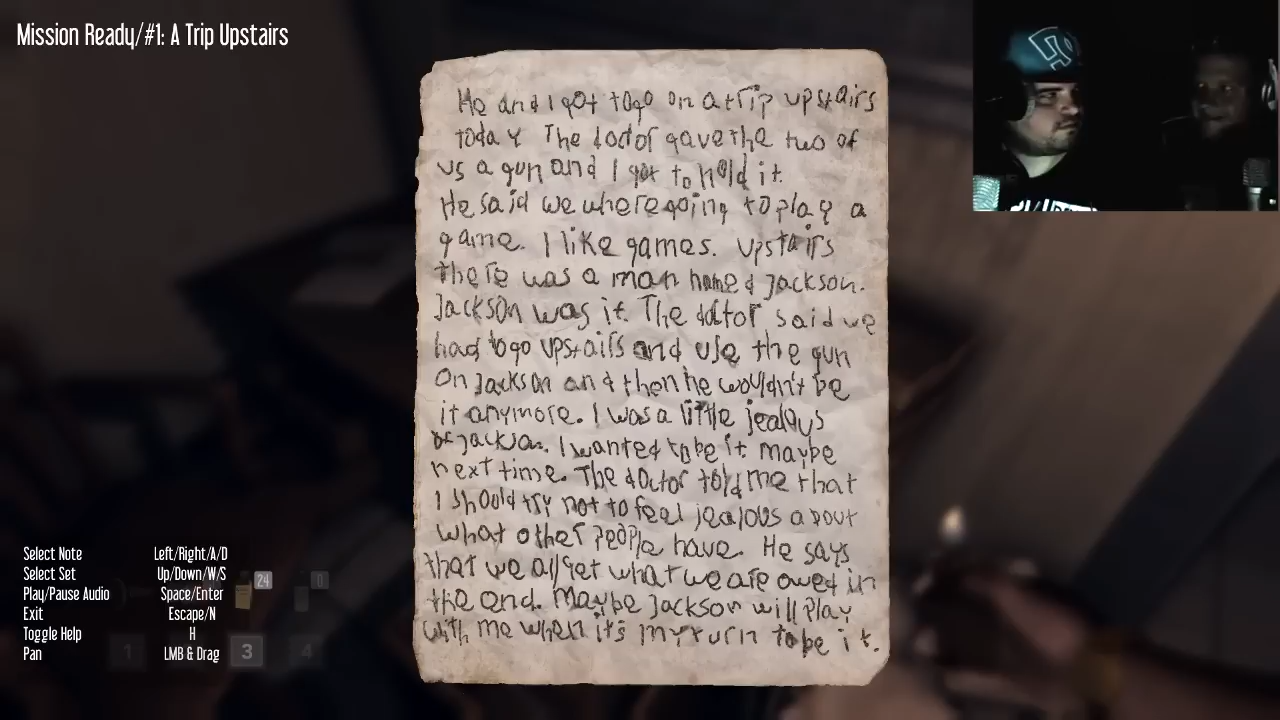 Mission Ready/#1: A Trip Upstairs
He and I got to go on a trip upstairs
today The doctor gave the two of
us a gun and I got to hold it.
He said we where going to play a
game. I like games. Upstairs
there was a man named Jackson.
Jackson was it. The doctor said we
had to go upstairs and use the gun
on Jackson and then he wouldn't be
it anymore. I was a little jealous
of Jackson. I wanted to be it maybe
next time. The doctor told me that
I should try not to feel jealous about
what other people have. He says
that we all get what we are owed in
the end. Maybe Jackson will play
with me when it's my turn to be it.
Select Note Left/Right/A/D
Select Set Up/Down/W/S
Play/Pause Audio Space/Enter
Exit Escape/N
Toggle Help H
Pan LMB & Drag
24
0
1
3
4